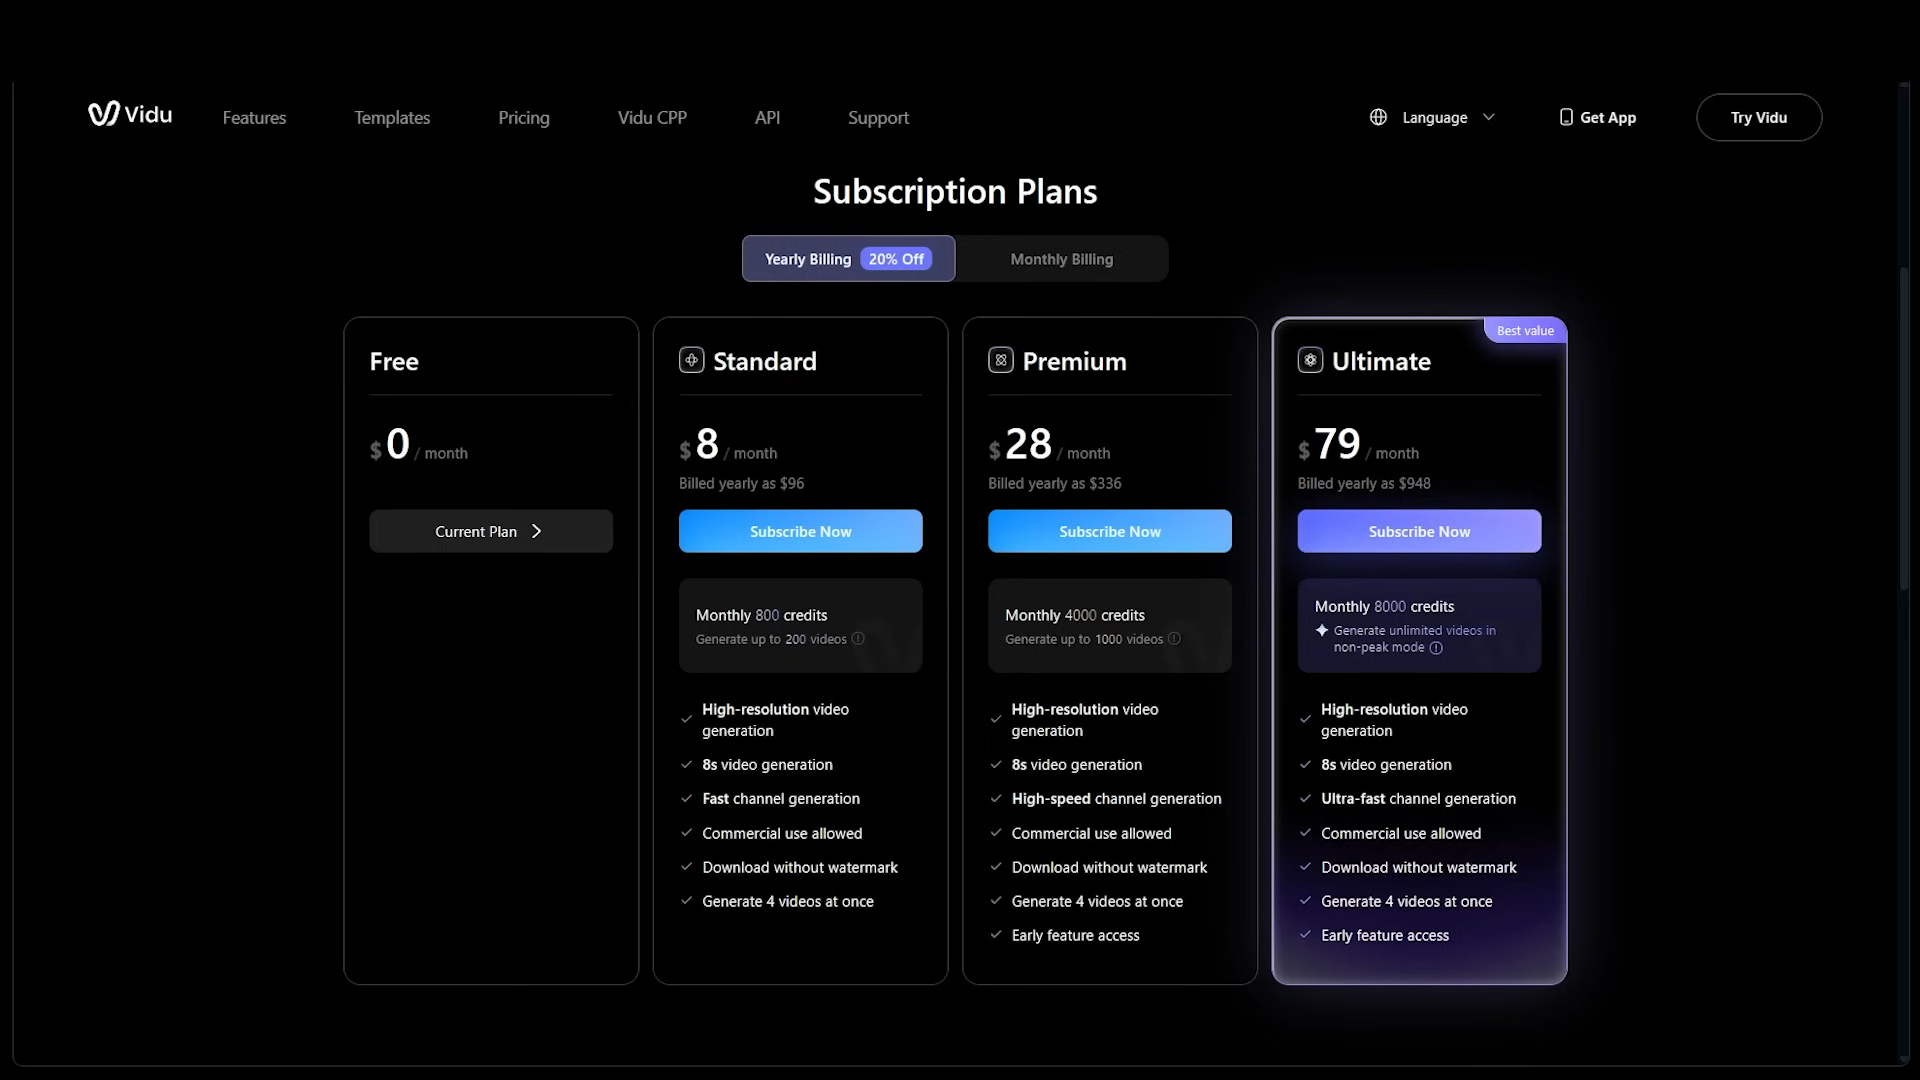 Vidu
Features
Templates
Pricing
Vidu CPP
API
Support
Language
Get App
Try Vidu
Subscription Plans
Yearly Billing 20% Off
Monthly Billing
Free
$ 0 / month
Current Plan
Standard
$ 8 / month
Billed yearly as $96
Subscribe Now
Monthly 800 credits
Generate up to 200 videos
High-resolution video
generation
8s video generation
Fast channel generation
Commercial use allowed
Download without watermark
Generate 4 videos at once
Premium
$ 28 / month
Billed yearly as $336
Subscribe Now
Monthly 4000 credits
Generate up to 1000 videos
High-resolution video
generation
8s video generation
High-speed channel generation
Commercial use allowed
Download without watermark
Generate 4 videos at once
Early feature access
Best value
Ultimate
$ 79 / month
Billed yearly as $948
Subscribe Now
Monthly 8000 credits
Generate unlimited videos in
non-peak mode
High-resolution video
generation
8s video generation
Ultra-fast channel generation
Commercial use allowed
Download without watermark
Generate 4 videos at once
Early feature access